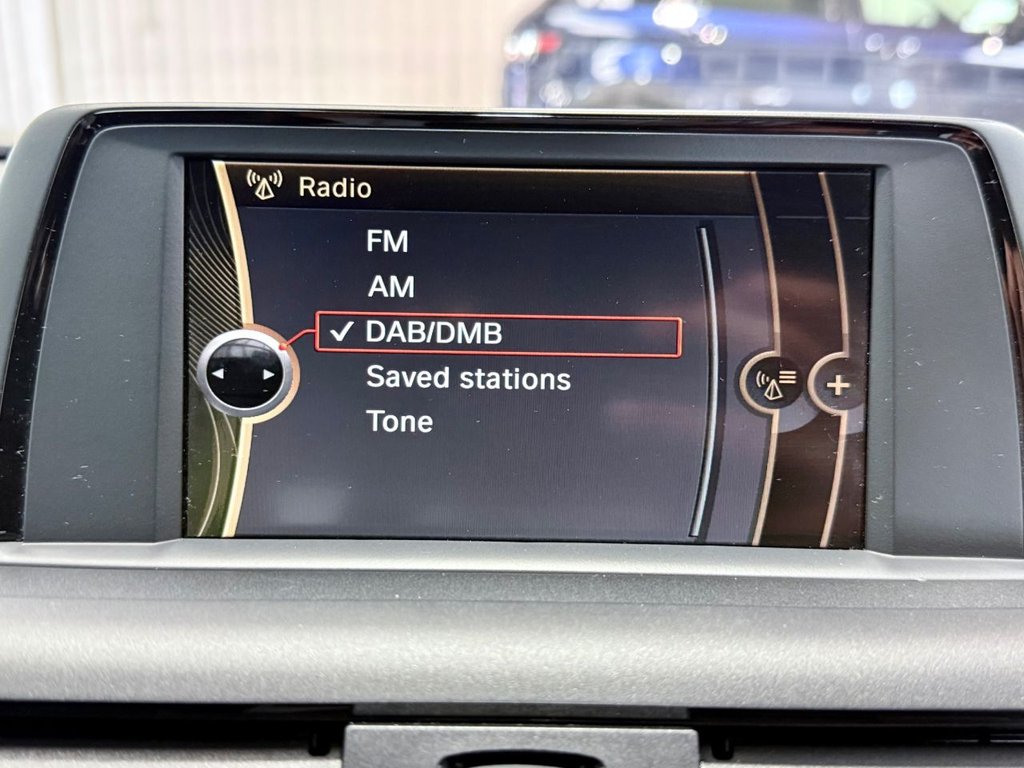 Radio
FM
AM
✓ DAB/DMB
Saved stations
Tone